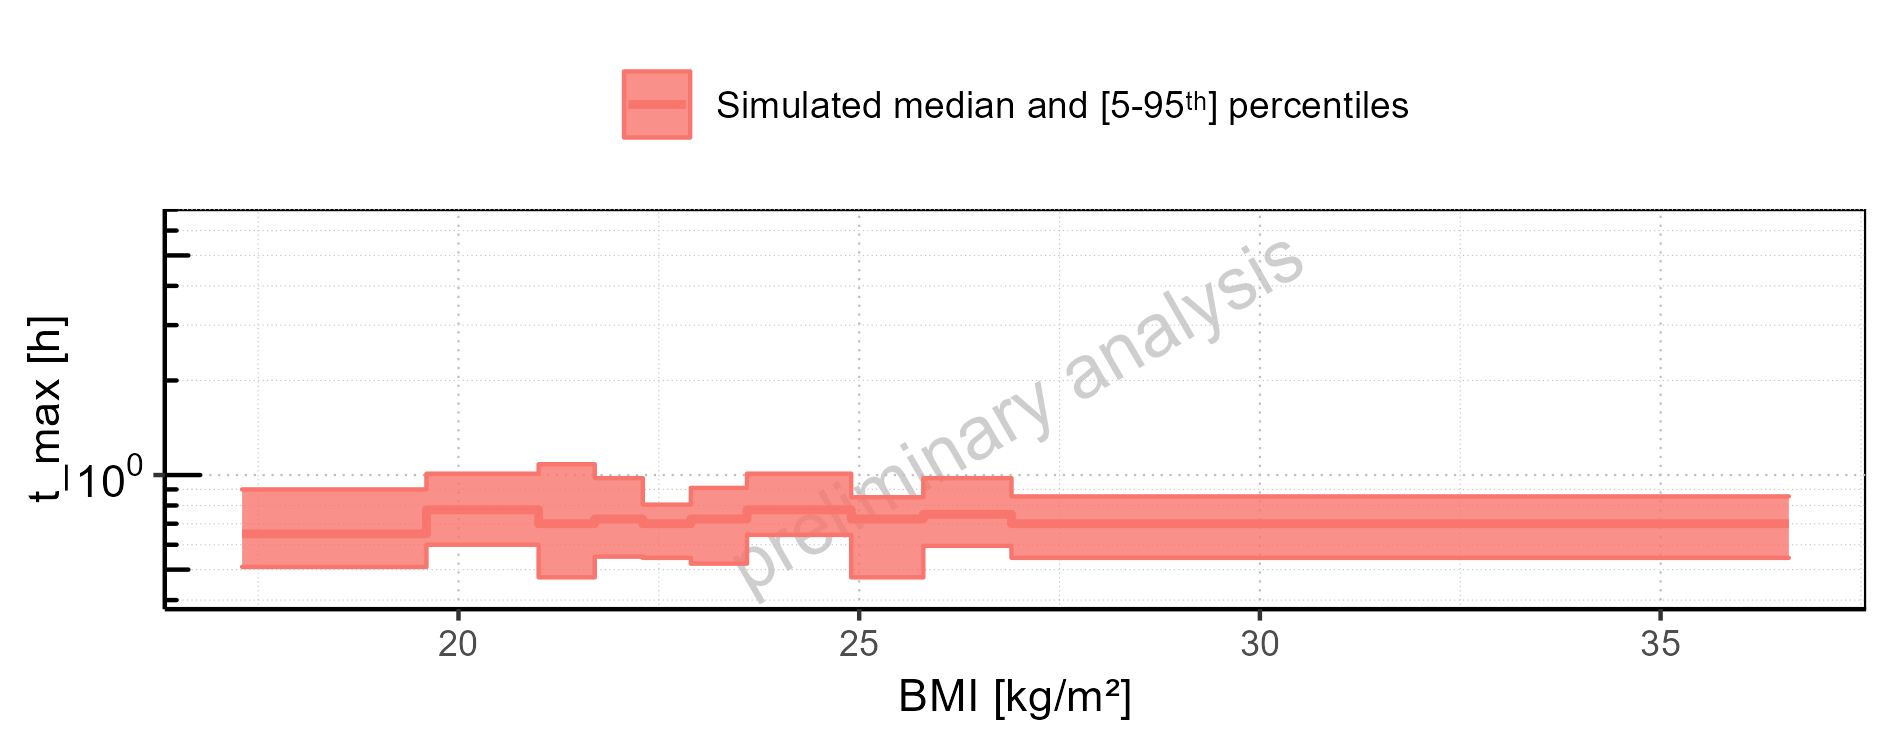 Simulated median and [5-95ᵗʰ] percentiles
t_max [h]
10⁰
preliminary analysis
20 25 30 35
BMI [kg/m²]